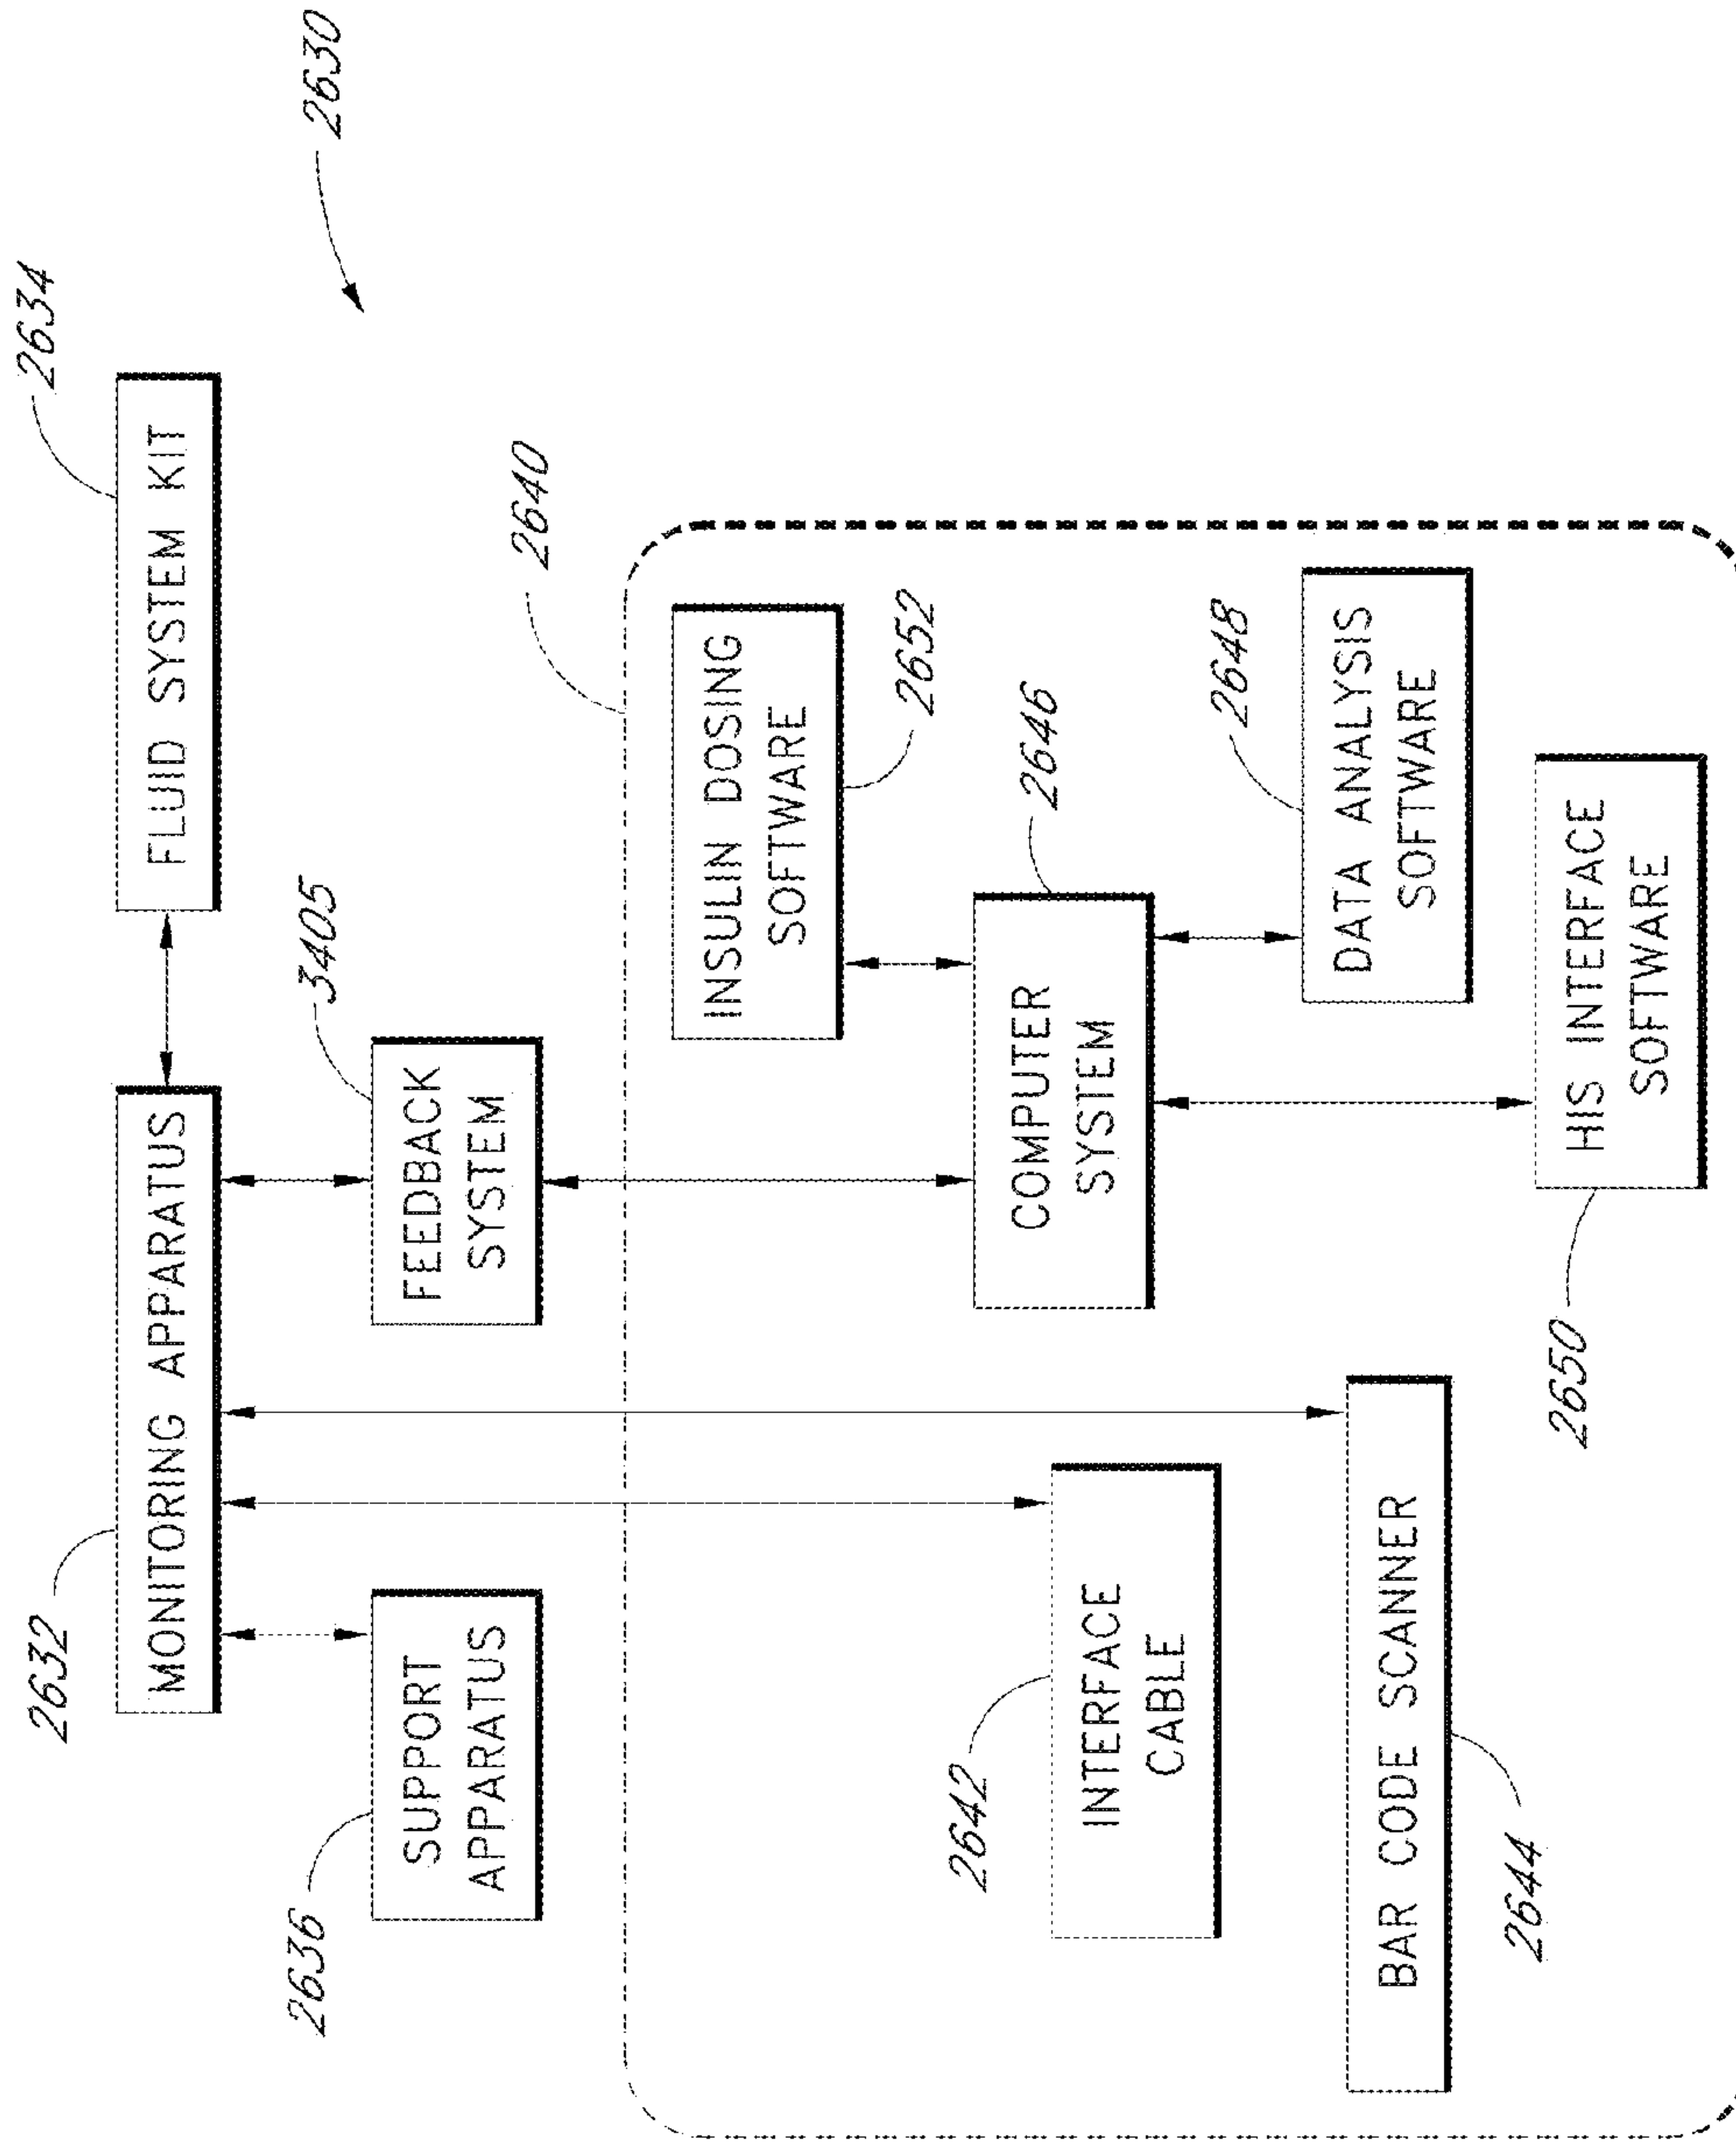 2630
2634
FLUID SYSTEM KIT
2632
MONITORING APPARATUS
3405
FEEDBACK
SYSTEM
2636
SUPPORT
APPARATUS
2640
INSULIN DOSING
SOFTWARE
2652
2646
COMPUTER
SYSTEM
2648
DATA ANALYSIS
SOFTWARE
HIS INTERFACE
SOFTWARE
2650
2642
INTERFACE
CABLE
BAR CODE SCANNER
2644